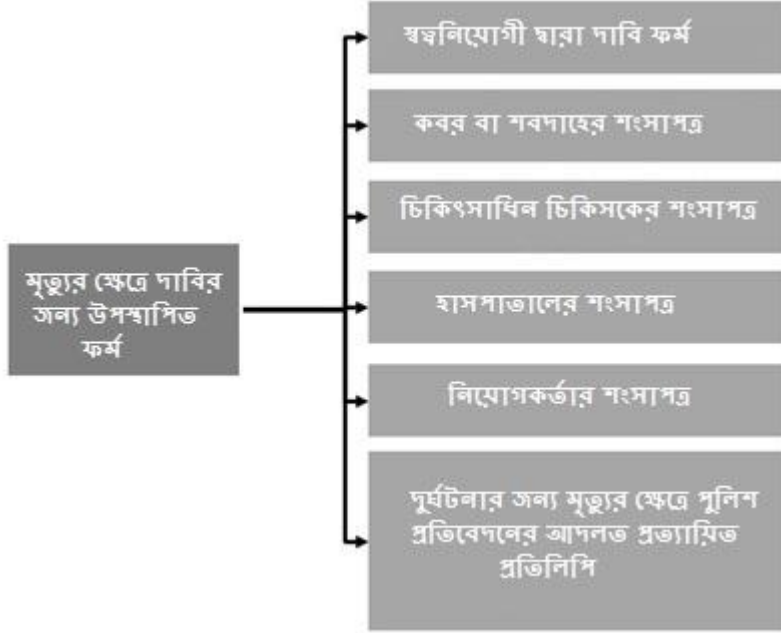 মৃত্যুর ক্ষেত্রে দাবির
জন্য উপস্থাপিত
ফর্ম
স্বত্বনিয়োগী দ্বারা দাবি ফর্ম
কবর বা শবদাহের শংসাপত্র
চিকিৎসাধিন চিকিসকের শংসাপত্র
হাসপাতালের শংসাপত্র
নিয়োগকর্তার শংসাপত্র
দুর্ঘটনার জন্য মৃত্যুর ক্ষেত্রে পুলিশ
প্রতিবেদনের আদলত প্রত্যায়িত
প্রতিলিপি